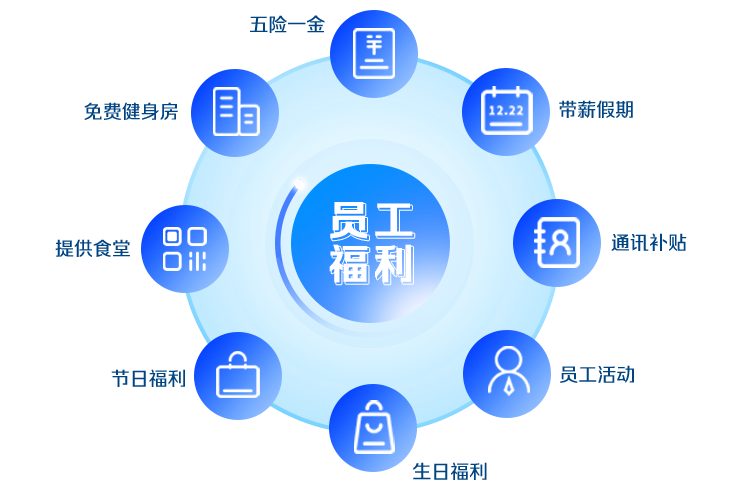 五险一金
免费健身房
12.22
带薪假期
员工
福利
提供食堂
通讯补贴
节日福利
员工活动
生日福利